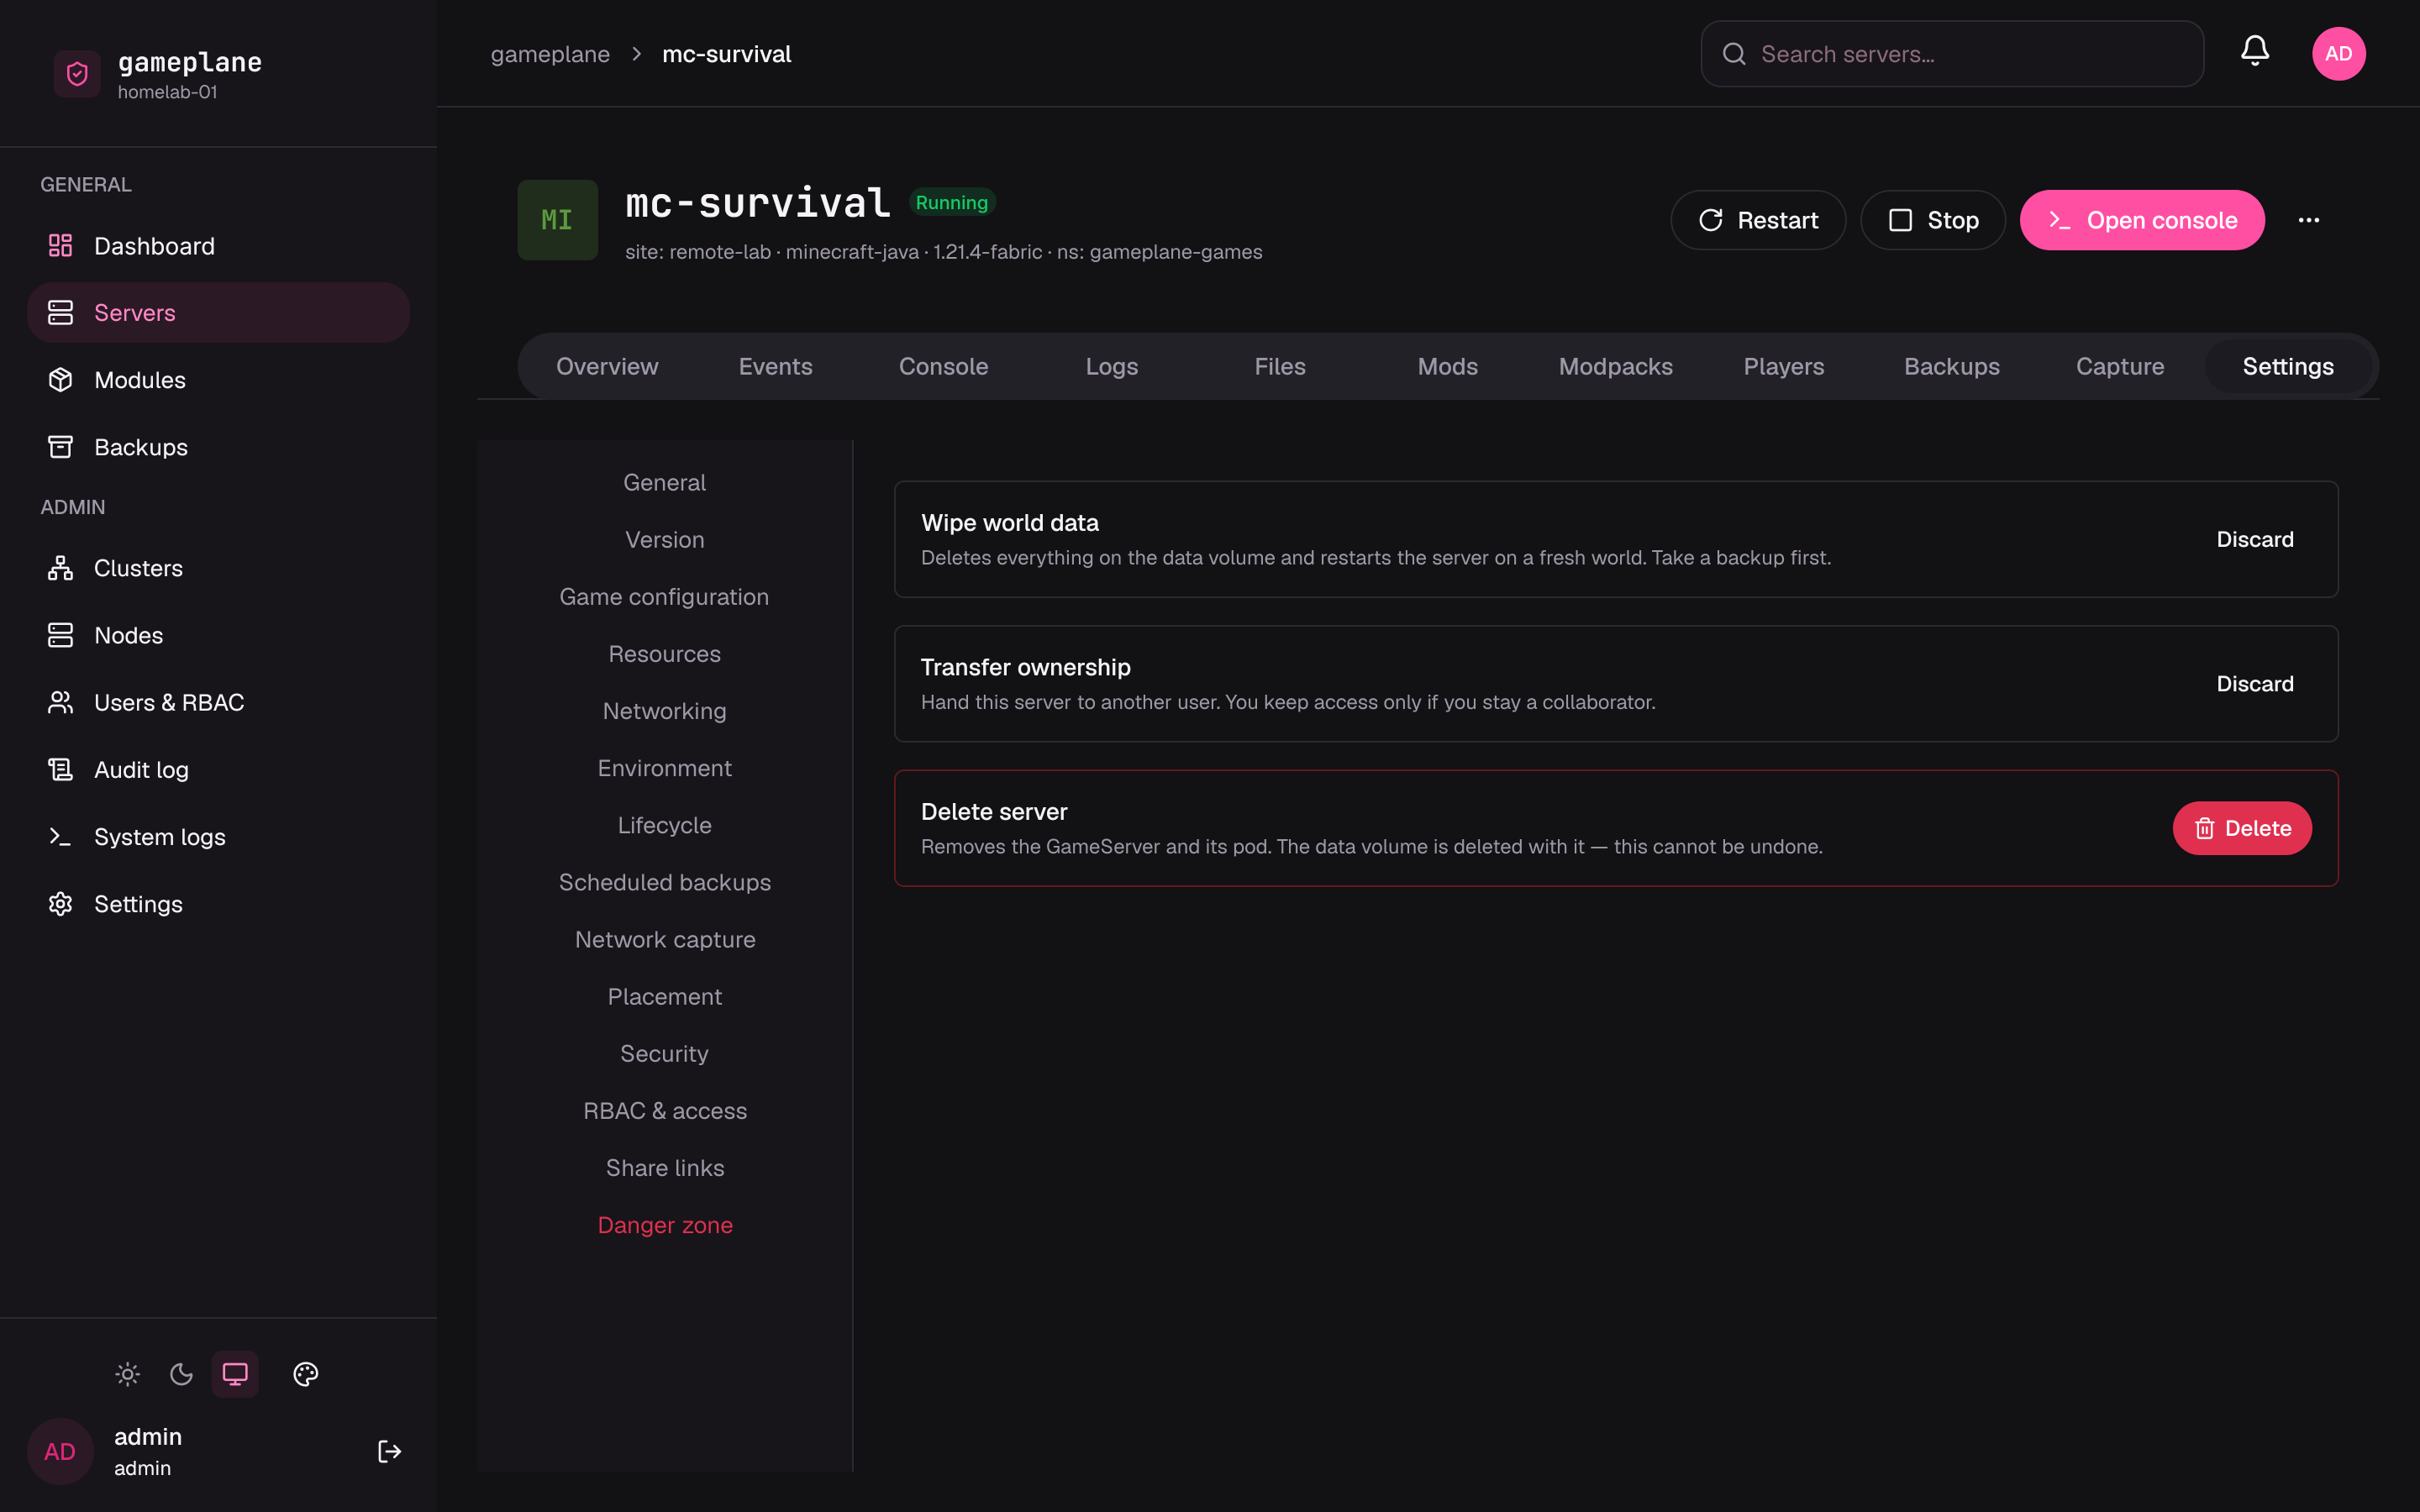 gameplane
homelab-01
GENERAL
Dashboard
Servers
Modules
Backups
ADMIN
Clusters
Nodes
Users & RBAC
Audit log
System logs
Settings
AD
admin
admin
gameplane > mc-survival
Search servers...
AD
MI
mc-survival
Running
site: remote-lab · minecraft-java · 1.21.4-fabric · ns: gameplane-games
Restart
Stop
Open console
Overview
Events
Console
Logs
Files
Mods
Modpacks
Players
Backups
Capture
Settings
General
Version
Game configuration
Resources
Networking
Environment
Lifecycle
Scheduled backups
Network capture
Placement
Security
RBAC & access
Share links
Danger zone
Wipe world data
Deletes everything on the data volume and restarts the server on a fresh world. Take a backup first.
Discard
Transfer ownership
Hand this server to another user. You keep access only if you stay a collaborator.
Discard
Delete server
Removes the GameServer and its pod. The data volume is deleted with it — this cannot be undone.
Delete